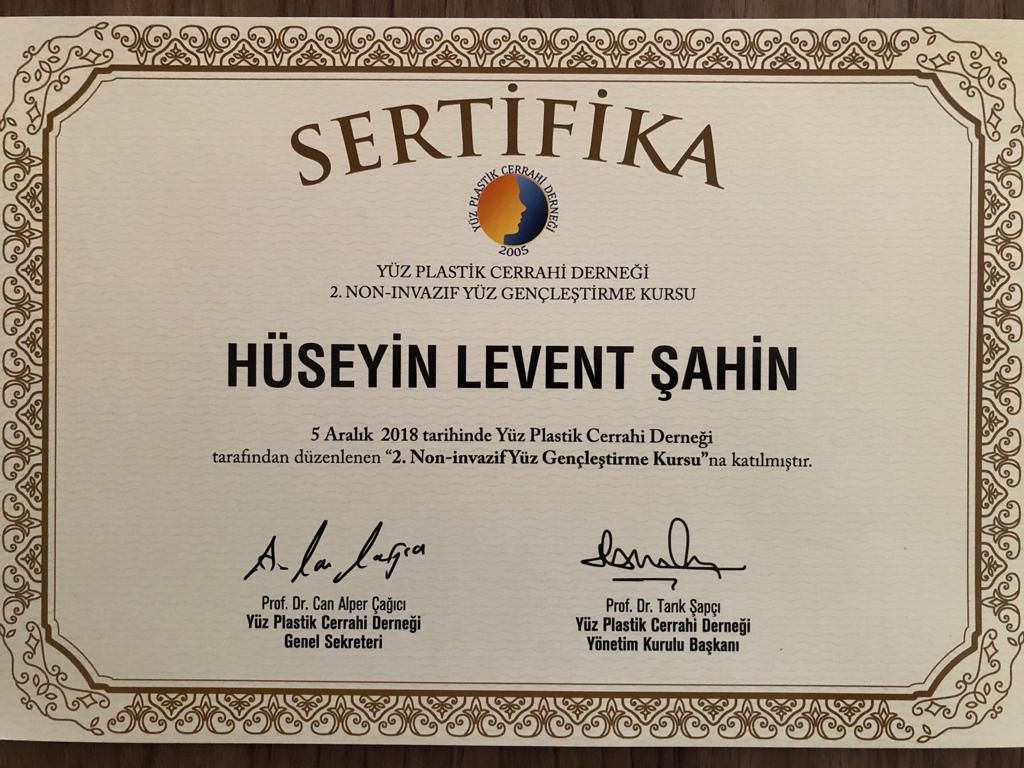 SERTİFİKA
YÜZ PLASTİK CERRAHİ DERNEĞİ
2005
YÜZ PLASTİK CERRAHİ DERNEĞİ
2. NON-INVAZIF YÜZ GENÇLEŞTİRME KURSU
HÜSEYİN LEVENT ŞAHİN
5 Aralık 2018 tarihinde Yüz Plastik Cerrahi Derneği
tarafından düzenlenen “2. Non-invazif Yüz Gençleştirme Kursu”na katılmıştır.
Prof. Dr. Can Alper Çağıcı
Yüz Plastik Cerrahi Derneği
Genel Sekreteri
Prof. Dr. Tarık Şapçı
Yüz Plastik Cerrahi Derneği
Yönetim Kurulu Başkanı